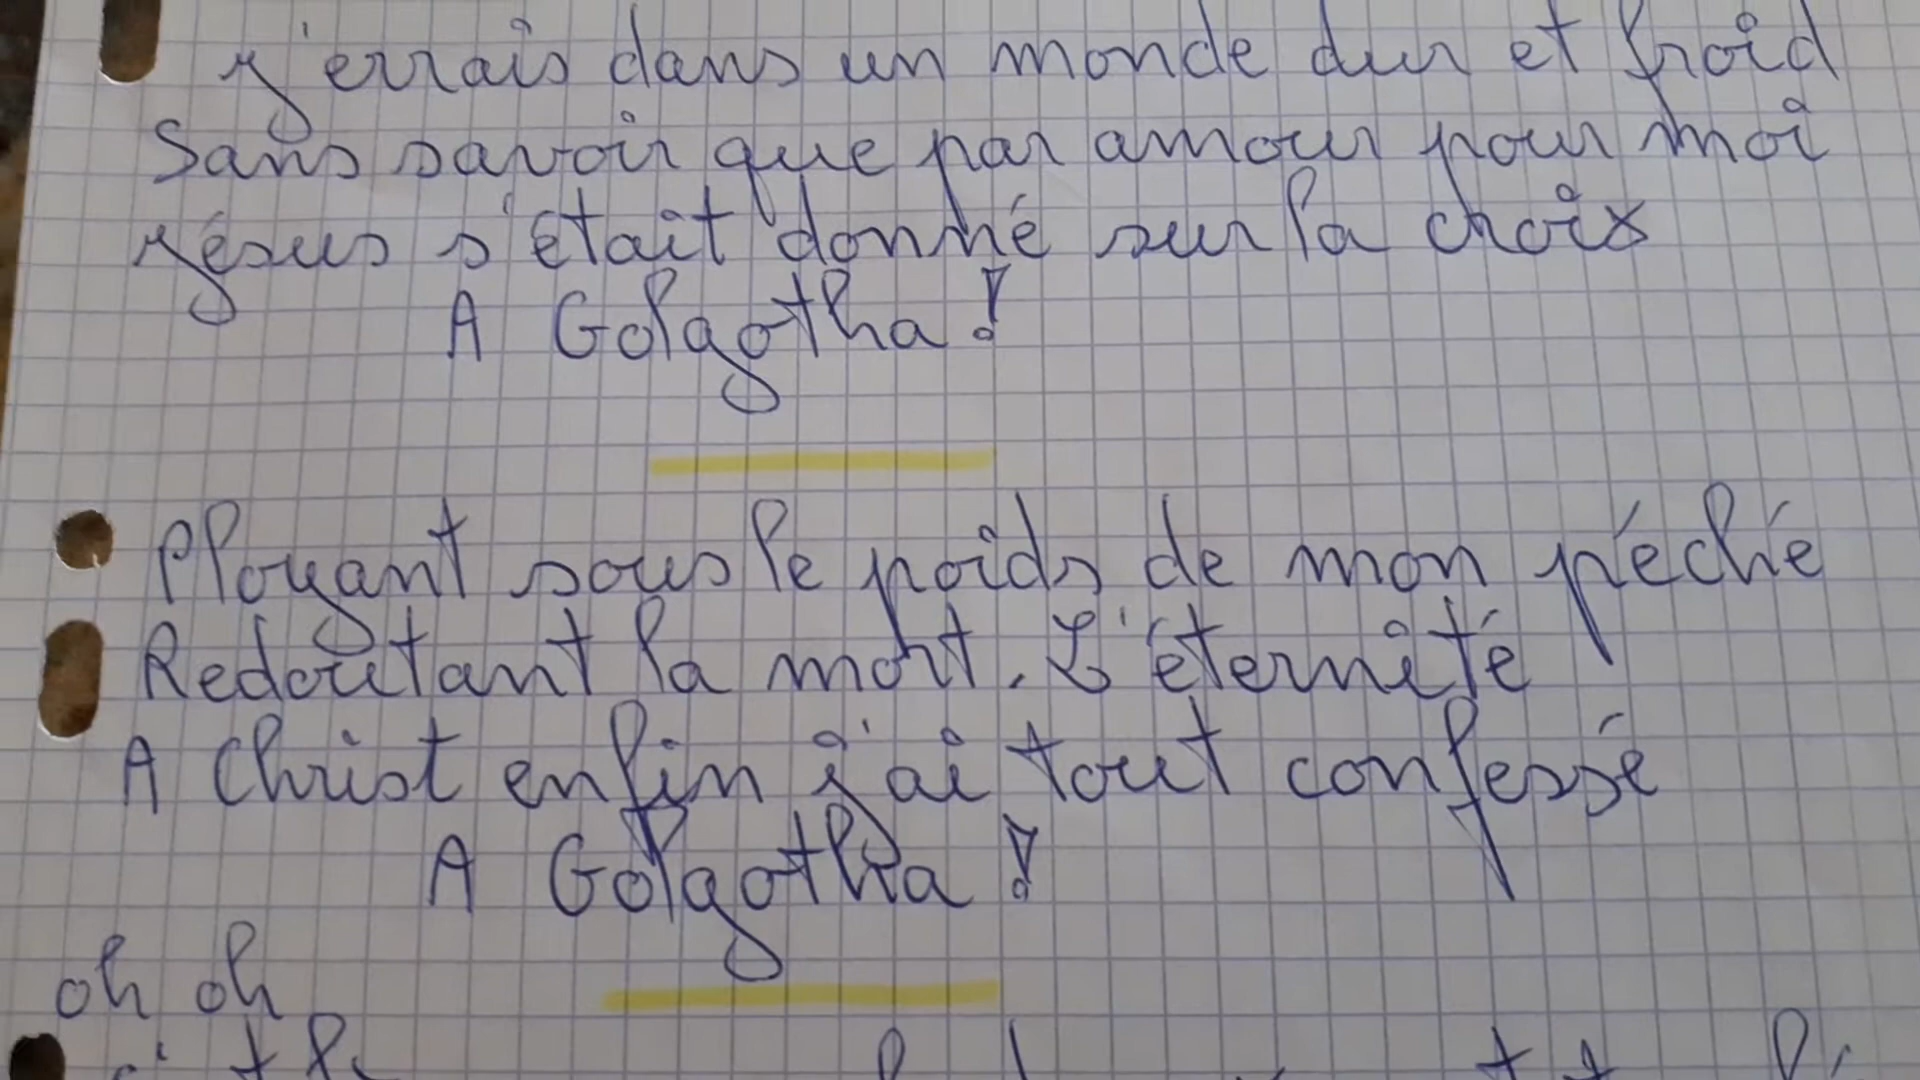 J'errais dans un monde dur et froid
Sans savoir que par amour pour moi
Jésus s'était donné sur la croix
A Golgotha !
Ployant sous le poids de mon péché
Redoutant la mort. L'éternité
A Christ enfin j'ai tout confessé
A Golgotha !
oh oh